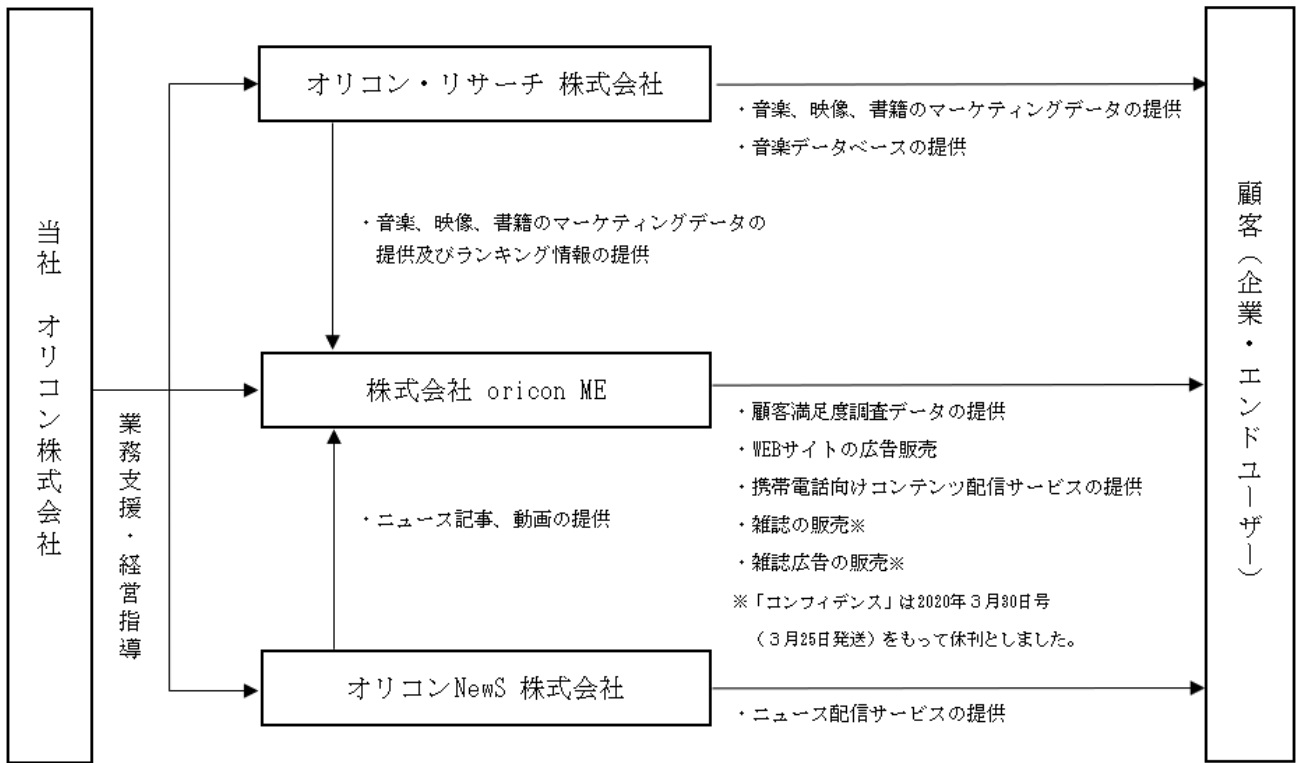 当社　オリコン株式会社
業務支援・経営指導
オリコン・リサーチ 株式会社
・音楽、映像、書籍のマーケティングデータの提供
・音楽データベースの提供
・音楽、映像、書籍のマーケティングデータの
提供及びランキング情報の提供
株式会社 oricon ME
・顧客満足度調査データの提供
・WEBサイトの広告販売
・携帯電話向けコンテンツ配信サービスの提供
・雑誌の販売※
・雑誌広告の販売※
※「コンフィデンス」は2020年３月30日号
（３月25日発送）をもって休刊としました。
・ニュース記事、動画の提供
オリコンNewS 株式会社
・ニュース配信サービスの提供
顧客（企業・エンドユーザー）